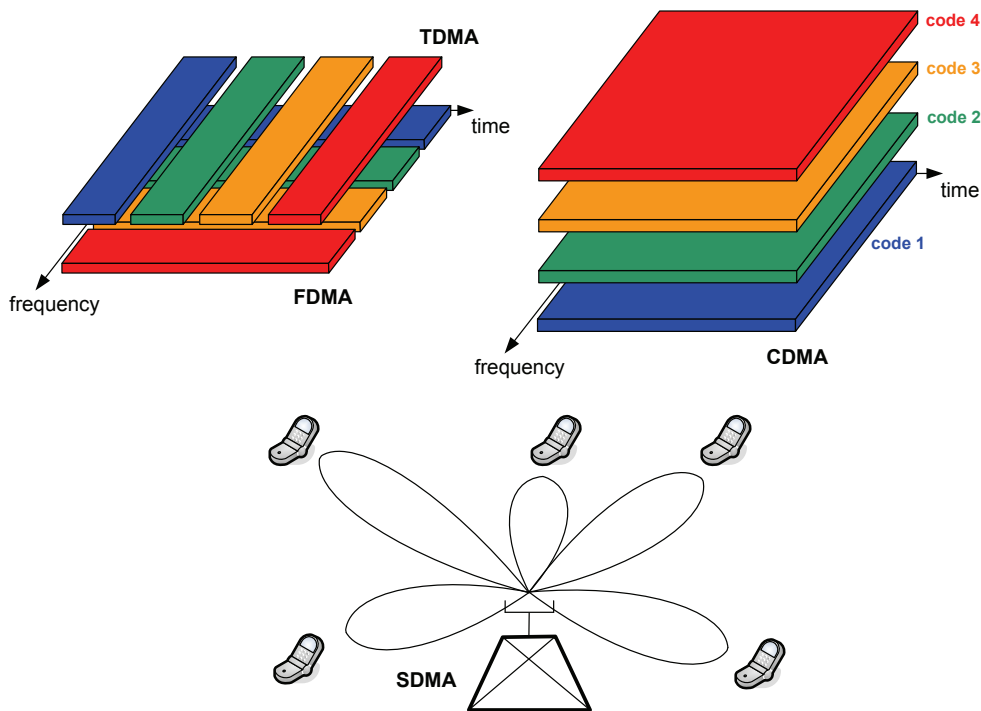 TDMA
time
FDMA
frequency
code 4
code 3
code 2
time
code 1
CDMA
frequency
SDMA